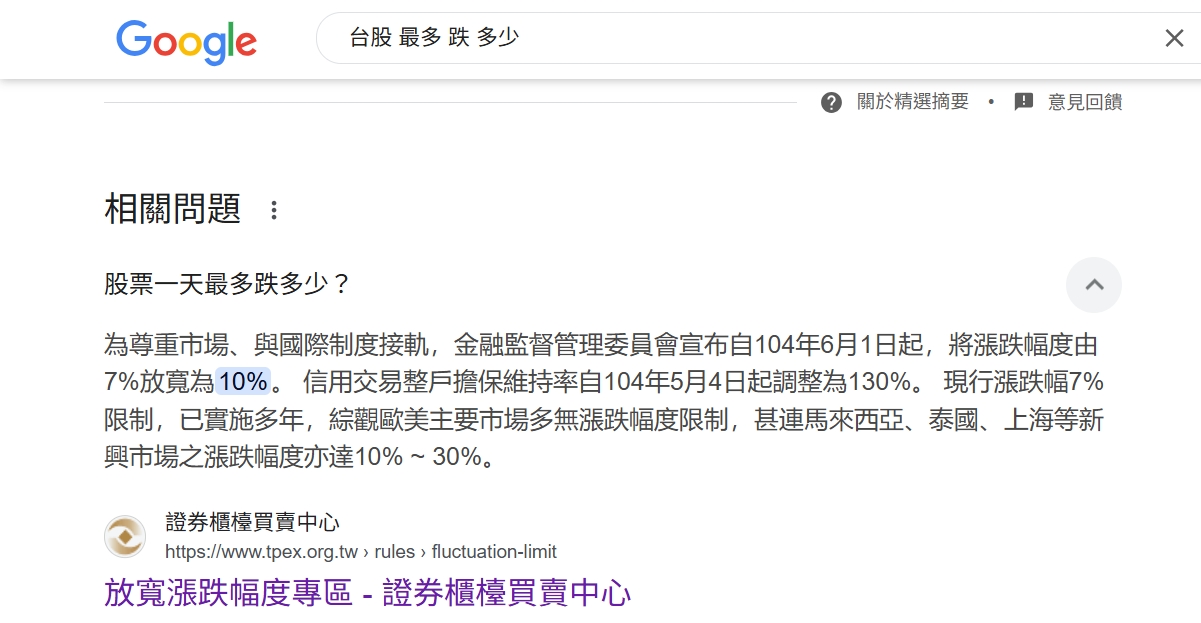 Google
台股 最多 跌 多少
關於精選摘要 • 意見回饋
相關問題
股票一天最多跌多少？
為尊重市場、與國際制度接軌，金融監督管理委員會宣布自104年6月1日起，將漲跌幅度由
7%放寬為10%。 信用交易整戶擔保維持率自104年5月4日起調整為130%。 現行漲跌幅7%
限制，已實施多年，綜觀歐美主要市場多無漲跌幅度限制，甚連馬來西亞、泰國、上海等新
興市場之漲跌幅度亦達10% ~ 30%。
證券櫃檯買賣中心
https://www.tpex.org.tw › rules › fluctuation-limit
放寬漲跌幅度專區 - 證券櫃檯買賣中心